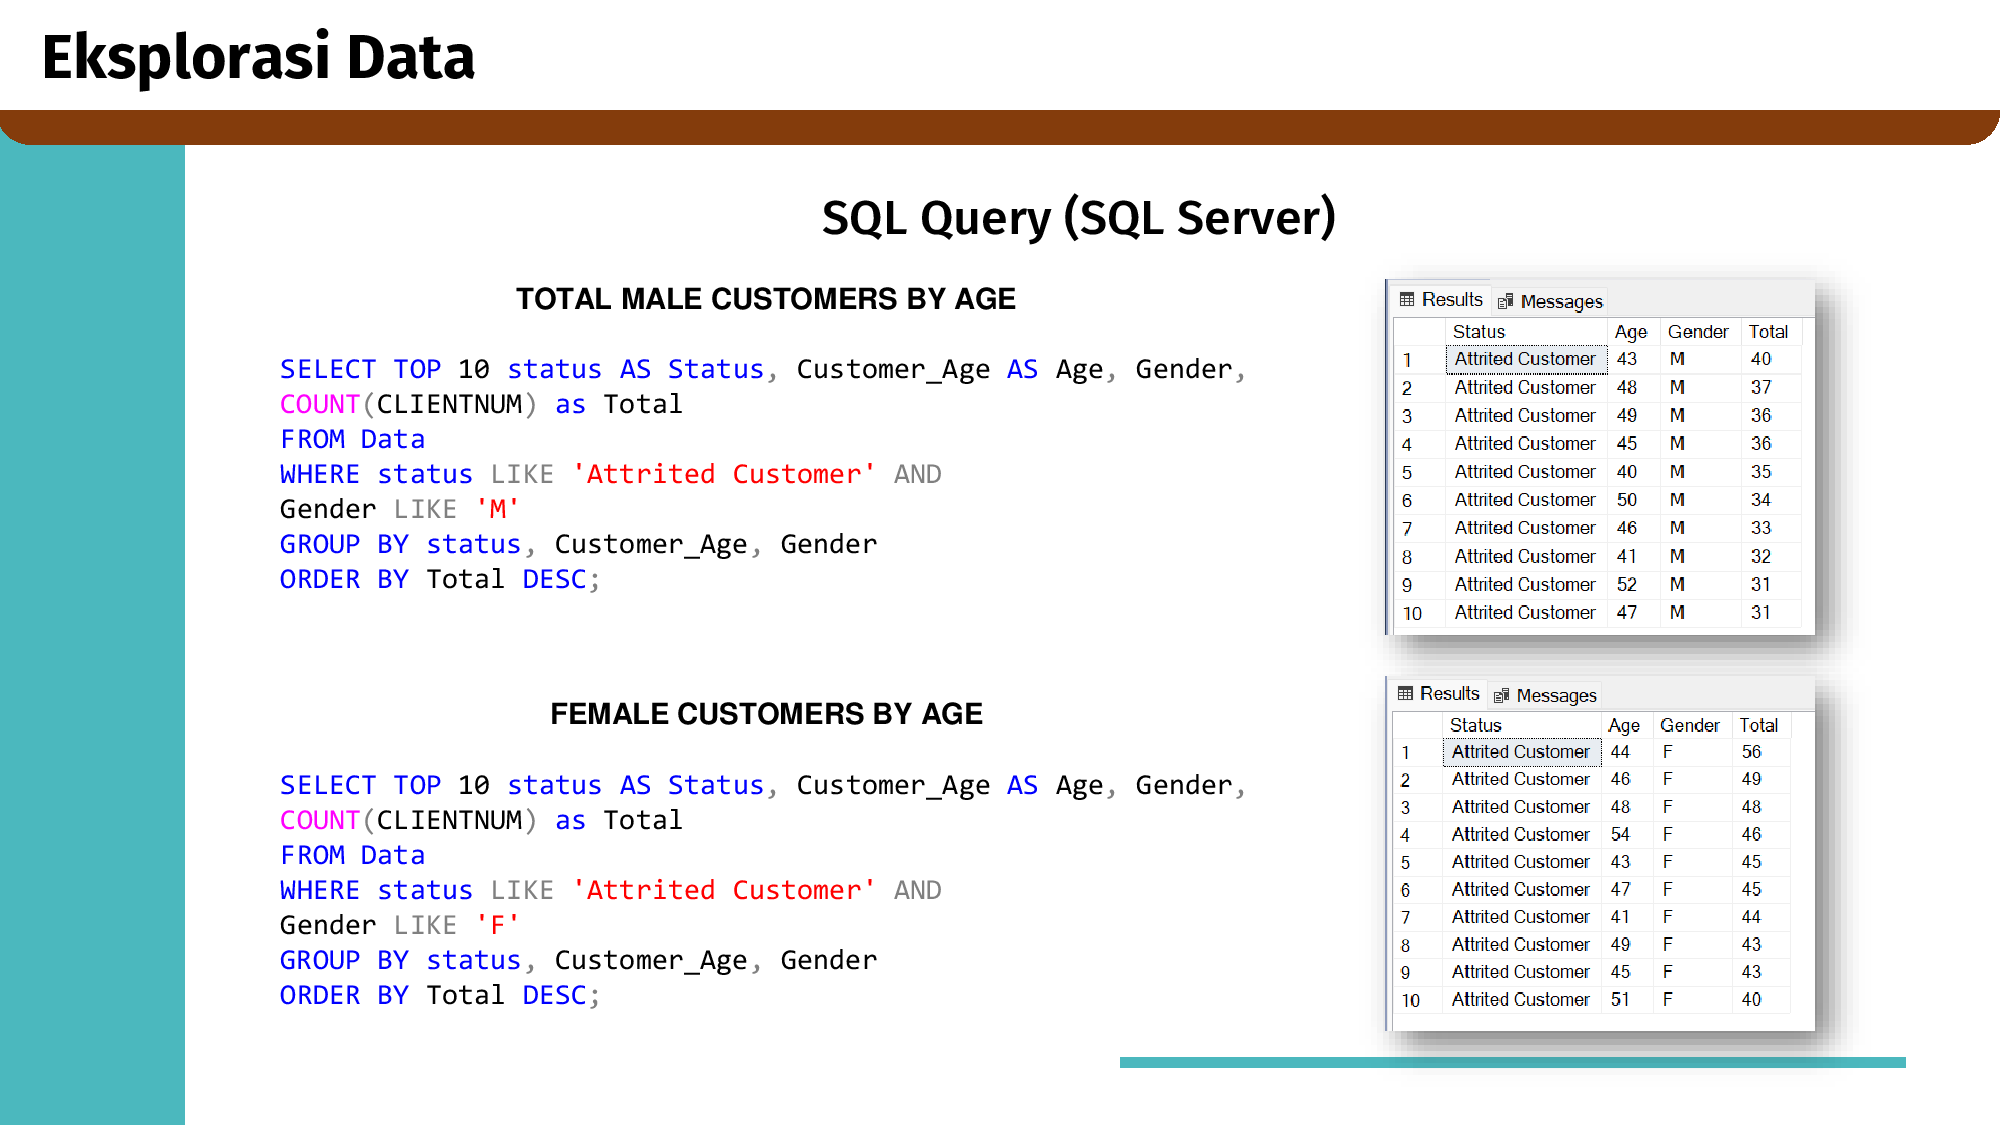 Eksplorasi Data
SQL Query (SQL Server)
TOTAL MALE CUSTOMERS BY AGE
SELECT TOP 10 status AS Status, Customer_Age AS Age, Gender,
COUNT(CLIENTNUM) as Total
FROM Data
WHERE status LIKE 'Attrited Customer' AND
Gender LIKE 'M'
GROUP BY status, Customer_Age, Gender
ORDER BY Total DESC;
Results Messages
Status Age Gender Total
1 Attrited Customer 43 M 40
2 Attrited Customer 48 M 37
3 Attrited Customer 49 M 36
4 Attrited Customer 45 M 36
5 Attrited Customer 40 M 35
6 Attrited Customer 50 M 34
7 Attrited Customer 46 M 33
8 Attrited Customer 41 M 32
9 Attrited Customer 52 M 31
10 Attrited Customer 47 M 31
FEMALE CUSTOMERS BY AGE
SELECT TOP 10 status AS Status, Customer_Age AS Age, Gender,
COUNT(CLIENTNUM) as Total
FROM Data
WHERE status LIKE 'Attrited Customer' AND
Gender LIKE 'F'
GROUP BY status, Customer_Age, Gender
ORDER BY Total DESC;
Results Messages
Status Age Gender Total
1 Attrited Customer 44 F 56
2 Attrited Customer 46 F 49
3 Attrited Customer 48 F 48
4 Attrited Customer 54 F 46
5 Attrited Customer 43 F 45
6 Attrited Customer 47 F 45
7 Attrited Customer 41 F 44
8 Attrited Customer 49 F 43
9 Attrited Customer 45 F 43
10 Attrited Customer 51 F 40